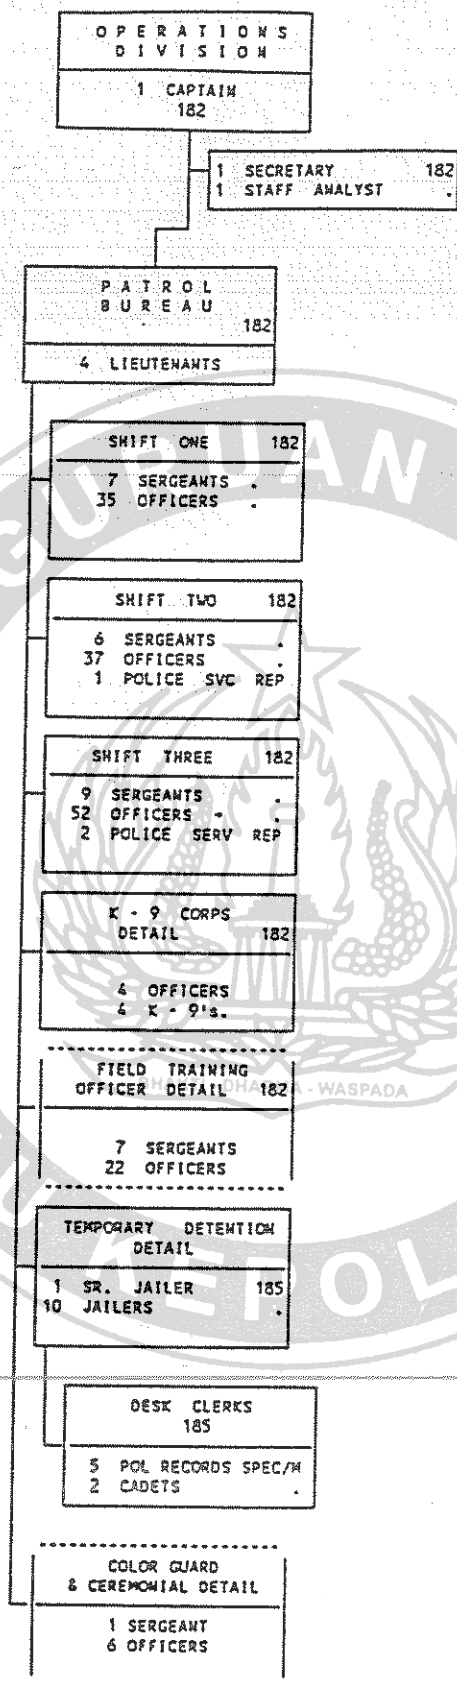 OPERATIONS
DIVISION
1 CAPTAIN
182
1 SECRETARY 182
1 STAFF ANALYST .
PATROL
BUREAU
182
4 LIEUTENANTS
SHIFT ONE 182
7 SERGEANTS .
35 OFFICERS .
SHIFT TWO 182
6 SERGEANTS .
37 OFFICERS .
1 POLICE SVC REP
SHIFT THREE 182
9 SERGEANTS .
52 OFFICERS - .
2 POLICE SERV REP
K - 9 CORPS
DETAIL 182
4 OFFICERS
4 K - 9's.
FIELD TRAINING
OFFICER DETAIL 182
7 SERGEANTS
22 OFFICERS
TEMPORARY DETENTION
DETAIL
1 SR. JAILER 185
10 JAILERS .
DESK CLERKS
185
5 POL RECORDS SPEC/M
2 CADETS .
COLOR GUARD
& CEREMONIAL DETAIL
1 SERGEANT
6 OFFICERS
DHARMA - WASPADA